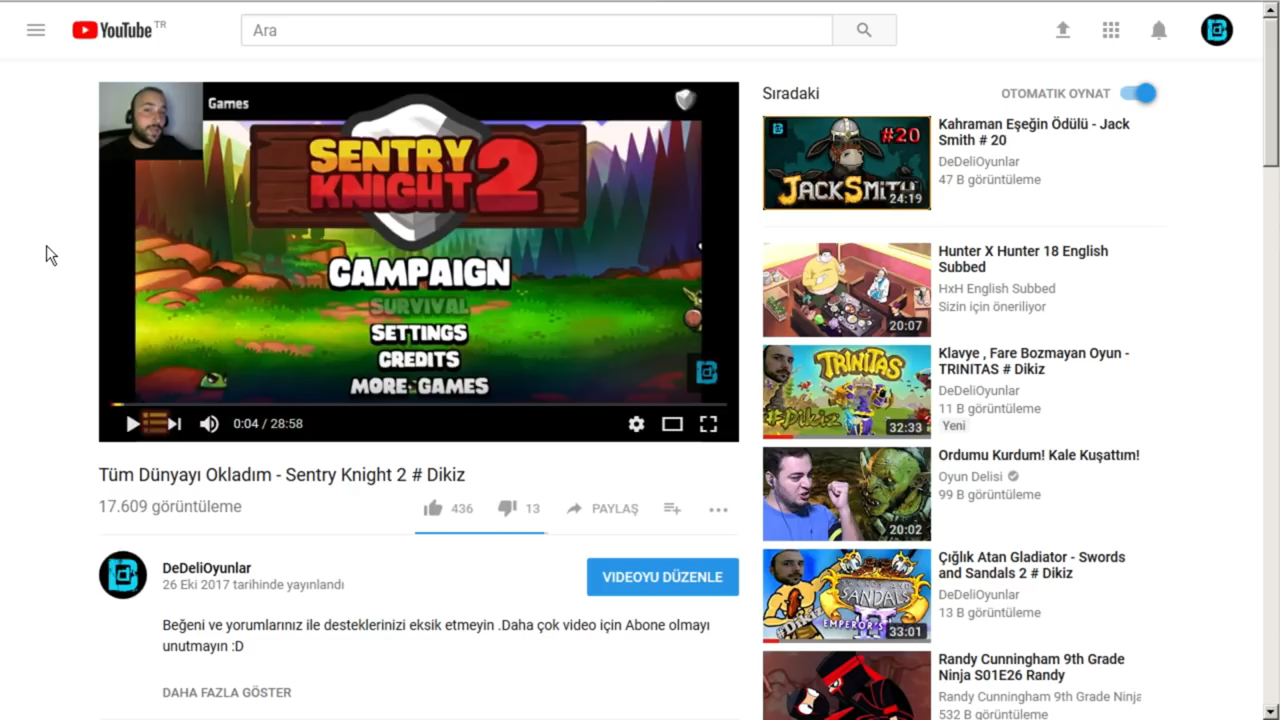 YouTube TR
Ara
Games
SENTRY
KNIGHT 2
CAMPAIGN
SURVIVAL
SETTINGS
CREDITS
MORE GAMES
0:04 / 28:58
Tüm Dünyayı Okladım - Sentry Knight 2 # Dikiz
17.609 görüntüleme
436
13
PAYLAŞ
DeDeliOyunlar
26 Eki 2017 tarihinde yayınlandı
VIDEOYU DÜZENLE
Beğeni ve yorumlarınız ile desteklerinizi eksik etmeyin .Daha çok video için Abone olmayı
unutmayın :D
DAHA FAZLA GÖSTER
Sıradaki
OTOMATIK OYNAT
#20
JACKSMITH
24:19
Kahraman Eşeğin Ödülü - Jack
Smith # 20
DeDeliOyunlar
47 B görüntüleme
20:07
Hunter X Hunter 18 English
Subbed
HxH English Subbed
Sizin için öneriliyor
TRINITAS
#Dikiz
32:33
Klavye , Fare Bozmayan Oyun -
TRINITAS # Dikiz
DeDeliOyunlar
11 B görüntüleme
Yeni
20:02
Ordumu Kurdum! Kale Kuşattım!
Oyun Delisi
99 B görüntüleme
SANDALS
EMPEROR'S
33:01
Çığlık Atan Gladiator - Swords
and Sandals 2 # Dikiz
DeDeliOyunlar
13 B görüntüleme
Randy Cunningham 9th Grade
Ninja S01E26 Randy
Randy Cunningham 9th Grade Ninja
532 B görüntüleme